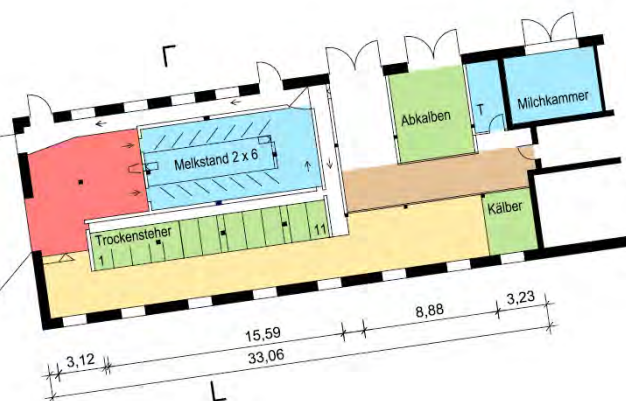 Milchkammer
T
Abkalben
Melkstand 2 x 6
Kälber
Trockensteher
1
11
3,12
15,59
8,88
3,23
33,06